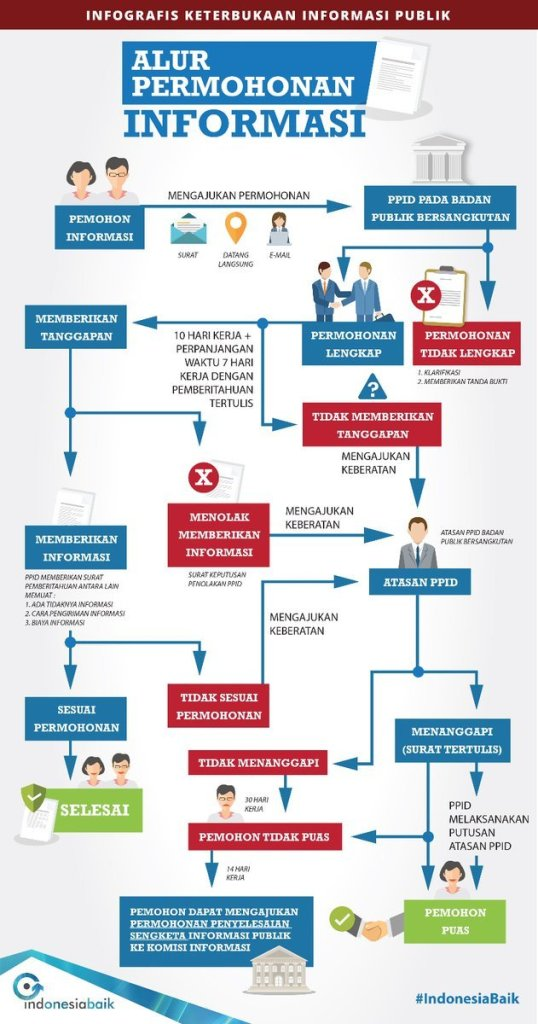 INFOGRAFIS KETERBUKAAN INFORMASI PUBLIK
ALUR
PERMOHONAN
INFORMASI
PEMOHON
INFORMASI
MENGAJUKAN PERMOHONAN
SURAT
DATANG
LANGSUNG
E-MAIL
PPID PADA BADAN
PUBLIK BERSANGKUTAN
MEMBERIKAN
TANGGAPAN
10 HARI KERJA +
PERPANJANGAN
WAKTU 7 HARI
KERJA DENGAN
PEMBERITAHUAN
TERTULIS
PERMOHONAN
LENGKAP
X
PERMOHONAN
TIDAK LENGKAP
1. KLARIFIKASI
2. MEMBERIKAN TANDA BUKTI
?
TIDAK MEMBERIKAN
TANGGAPAN
MENGAJUKAN
KEBERATAN
X
MENOLAK
MEMBERIKAN
INFORMASI
SURAT KEPUTUSAN
PENOLAKAN PPID
MENGAJUKAN
KEBERATAN
ATASAN PPID BADAN
PUBLIK BERSANGKUTAN
ATASAN PPID
MEMBERIKAN
INFORMASI
PPID MEMBERIKAN SURAT
PEMBERITAHUAN ANTARA LAIN
MEMUAT :
1. ADA TIDAKNYA INFORMASI
2. CARA PENGIRIMAN INFORMASI
3. BIAYA INFORMASI
MENGAJUKAN
KEBERATAN
SESUAI
PERMOHONAN
TIDAK SESUAI
PERMOHONAN
SELESAI
MENANGGAPI
(SURAT TERTULIS)
TIDAK MENANGGAPI
30 HARI
KERJA
PPID
MELAKSANAKAN
PUTUSAN
ATASAN PPID
PEMOHON TIDAK PUAS
14 HARI
KERJA
PEMOHON
PUAS
PEMOHON DAPAT MENGAJUKAN
PERMOHONAN PENYELESAIAN
SENGKETA INFORMASI PUBLIK
KE KOMISI INFORMASI
indonesiabaik
#IndonesiaBaik